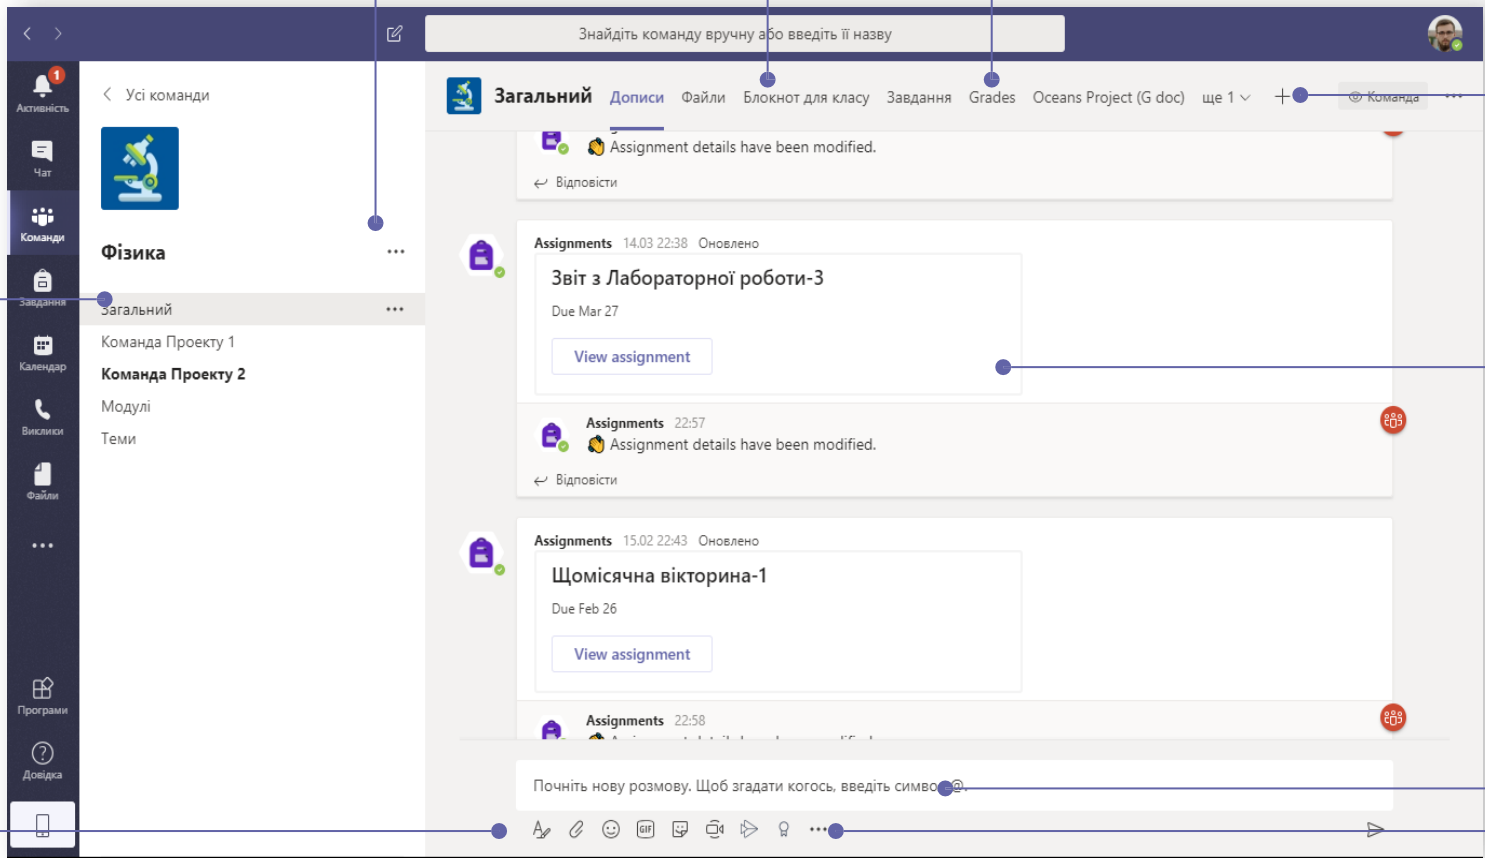 Знайдіть команду вручну або введіть її назву
1
Активність
Чат
Команди
Завдання
Календар
Виклики
Файли
Програми
Довідка
Усі команди
Фізика
Загальний
Команда Проекту 1
Команда Проекту 2
Модулі
Теми
Загальний Дописи Файли Блокнот для класу Завдання Grades Oceans Project (G doc) ще 1 Команда
Assignment details have been modified.
Відповісти
Assignments 14.03 22:38 Оновлено
Звіт з Лабораторної роботи-3
Due Mar 27
View assignment
Assignments 22:57
Assignment details have been modified.
Відповісти
Assignments 15.02 22:43 Оновлено
Щомісячна вікторина-1
Due Feb 26
View assignment
Assignments 22:58
Почніть нову розмову. Щоб згадати когось, введіть символ @.
GIF